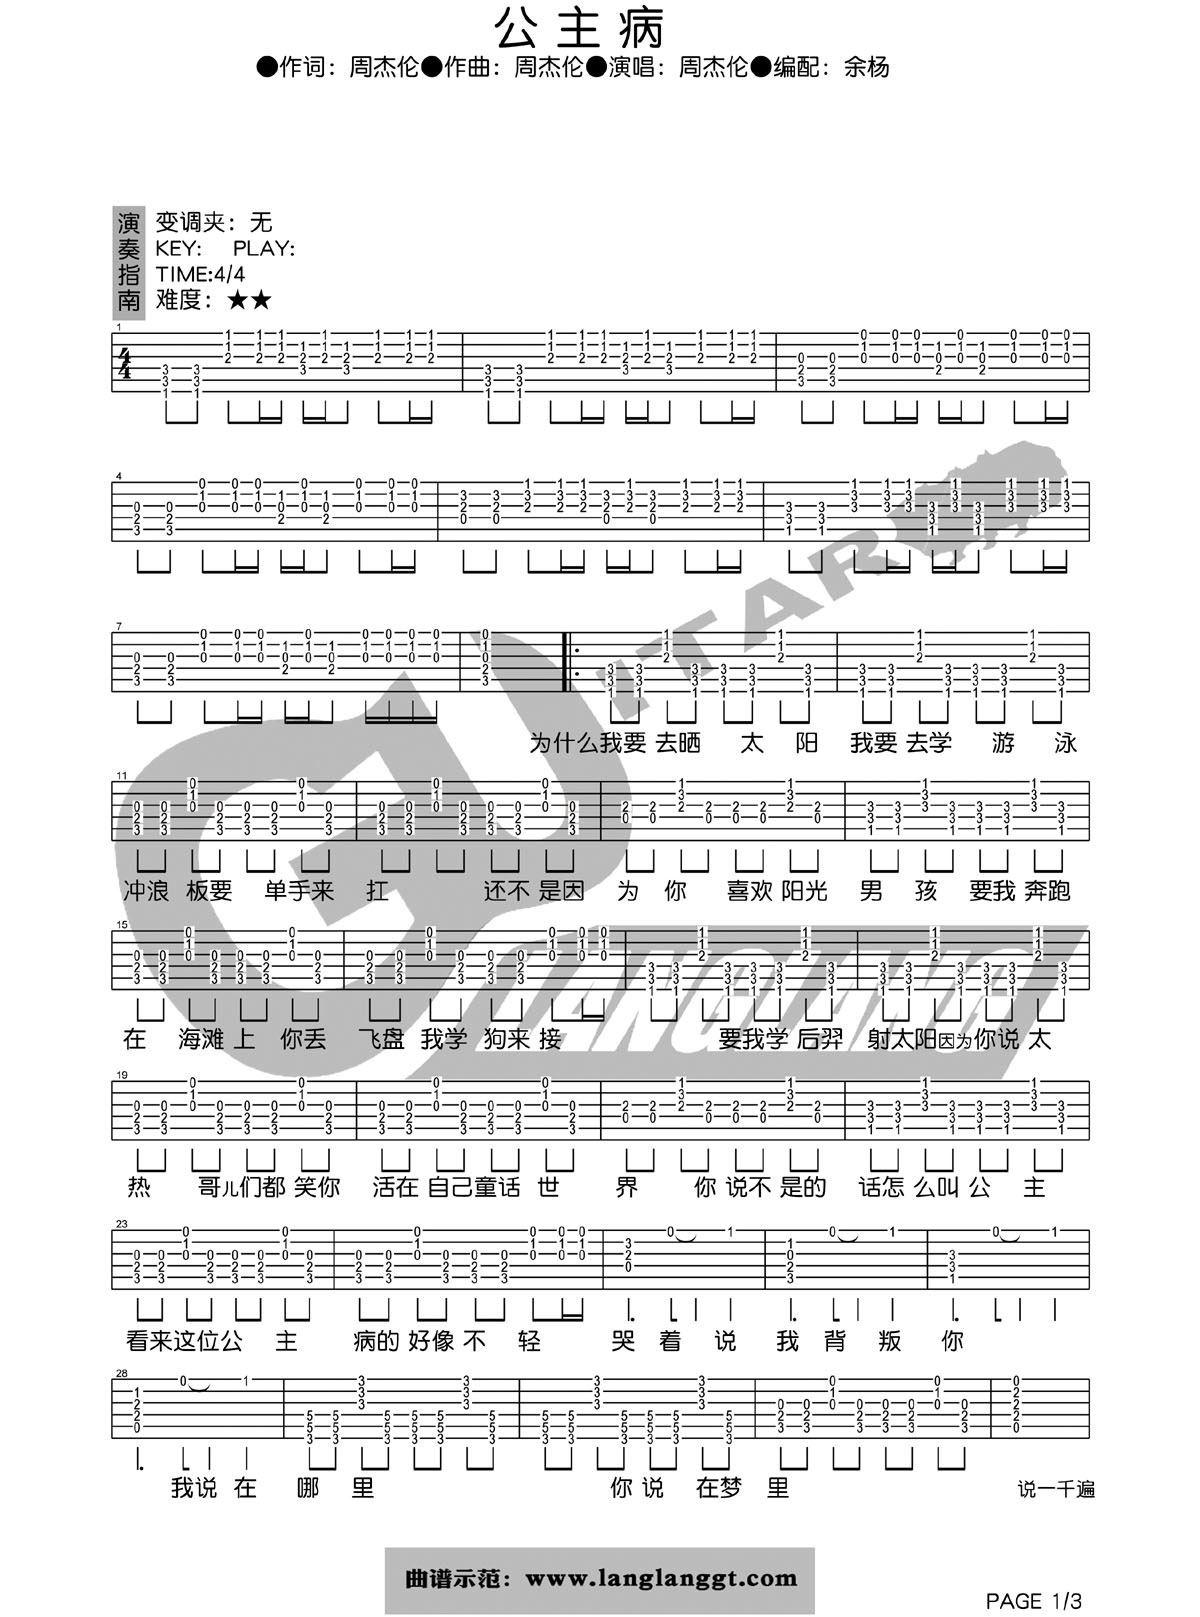 公主病
●作词：周杰伦●作曲：周杰伦●演唱：周杰伦●编配：余杨
演奏指南
变调夹：无
KEY: PLAY:
TIME:4/4
难度：★★
1
4
GUITAR
7
为什么我要 去晒 太 阳 我要去学 游 泳
11
冲浪 板要 单手来 扛 还不是因 为 你 喜欢 阳光 男 孩 要我 奔跑
LANGLANG
15
在 海滩 上 你丢 飞盘 我学 狗来 接 要我学 后羿 射太阳因为你说 太
19
热 哥儿们都 笑你 活在 自己童话 世 界 你 说不 是的 话怎么叫 公 主
23
看来这位公 主 病的 好像 不 轻 哭 着 说 我 背 叛 你
28
我说 在 哪 里 你 说 在梦 里 说一千遍
曲谱示范：www.langlanggt.com
PAGE 1/3